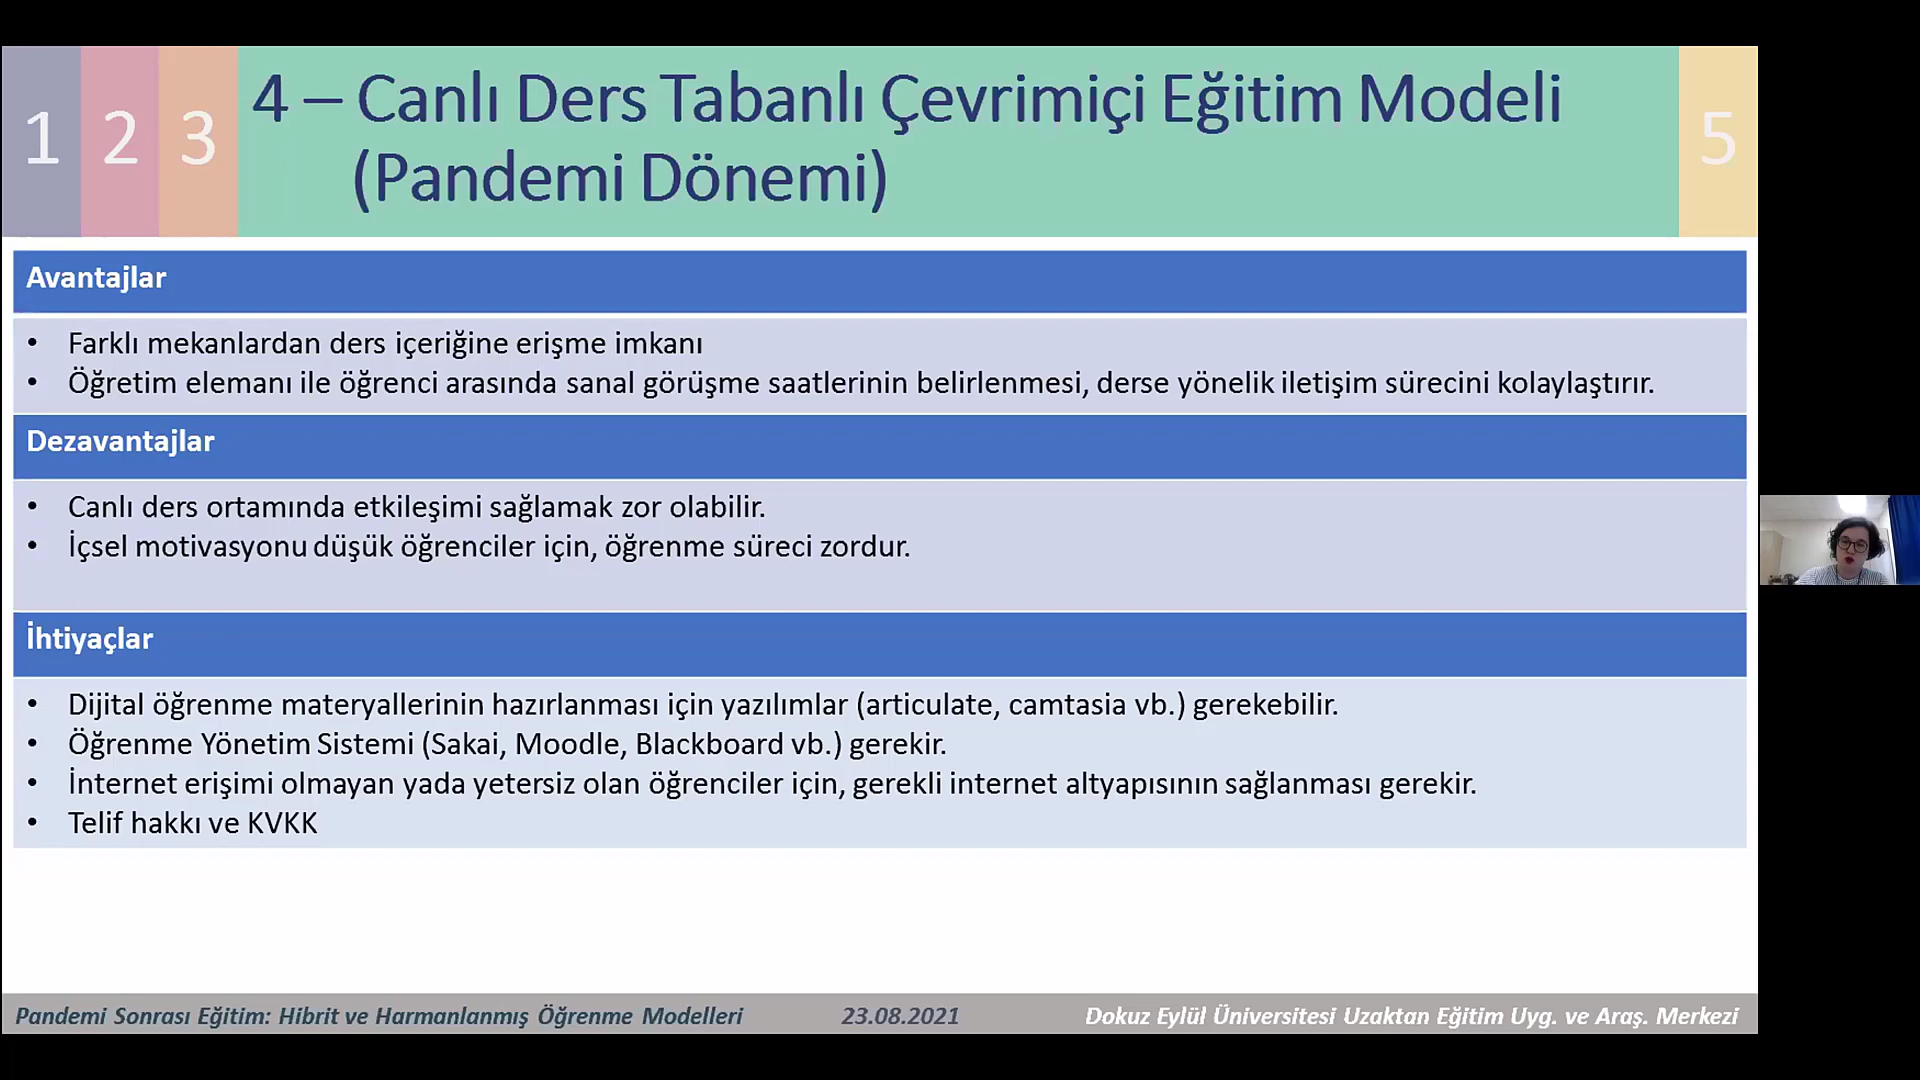 1 2 3
4 – Canlı Ders Tabanlı Çevrimiçi Eğitim Modeli
(Pandemi Dönemi)
5
Avantajlar
• Farklı mekanlardan ders içeriğine erişme imkanı
• Öğretim elemanı ile öğrenci arasında sanal görüşme saatlerinin belirlenmesi, derse yönelik iletişim sürecini kolaylaştırır.
Dezavantajlar
• Canlı ders ortamında etkileşimi sağlamak zor olabilir.
• İçsel motivasyonu düşük öğrenciler için, öğrenme süreci zordur.
İhtiyaçlar
• Dijital öğrenme materyallerinin hazırlanması için yazılımlar (articulate, camtasia vb.) gerekebilir.
• Öğrenme Yönetim Sistemi (Sakai, Moodle, Blackboard vb.) gerekir.
• İnternet erişimi olmayan yada yetersiz olan öğrenciler için, gerekli internet altyapısının sağlanması gerekir.
• Telif hakkı ve KVKK
Pandemi Sonrası Eğitim: Hibrit ve Harmanlanmış Öğrenme Modelleri 23.08.2021 Dokuz Eylül Üniversitesi Uzaktan Eğitim Uyg. ve Araş. Merkezi